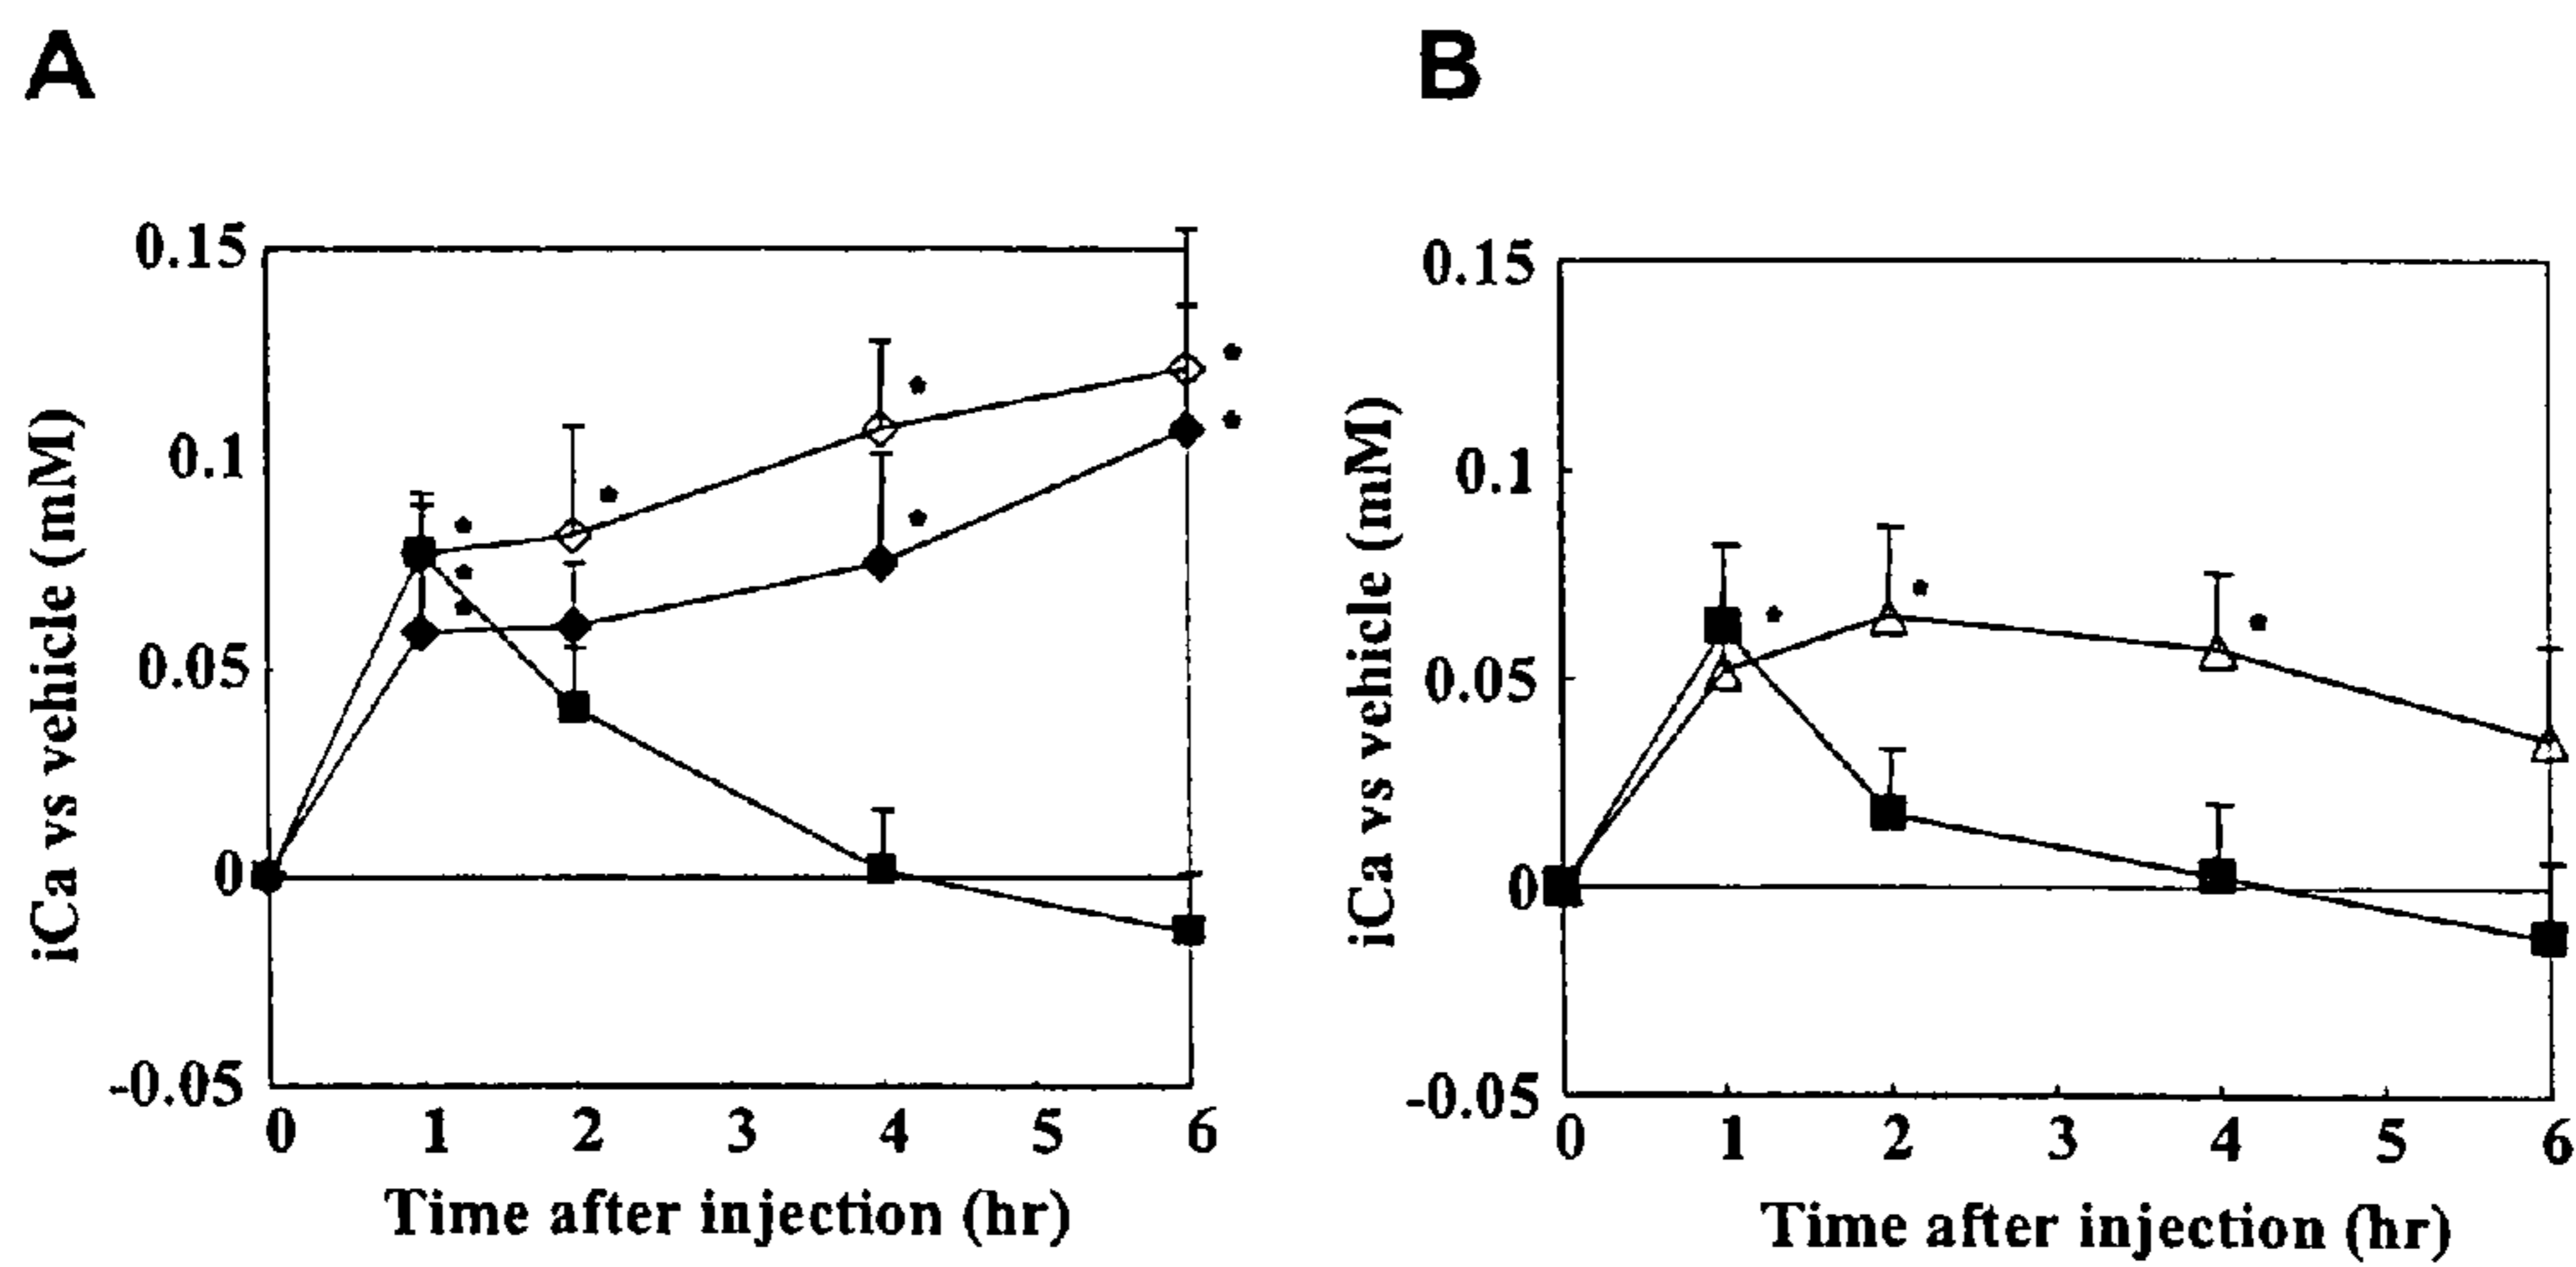 A
B
iCa vs vehicle (mM)
0.15
0.1
0.05
0
-0.05
0 1 2 3 4 5 6
Time after injection (hr)
iCa vs vehicle (mM)
0.15
0.1
0.05
0
-0.05
0 1 2 3 4 5 6
Time after injection (hr)